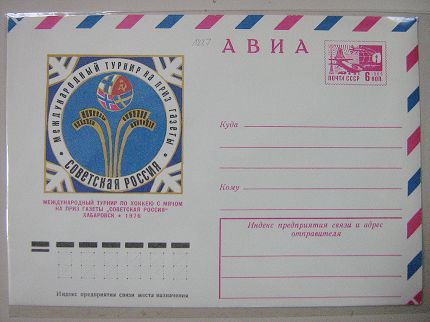 1227
АВИА
ПОЧТА СССР
6 коп
МЕЖДУНАРОДНЫЙ ТУРНИР НА ПРИЗ ГАЗЕТЫ
СОВЕТСКАЯ РОССИЯ
МЕЖДУНАРОДНЫЙ ТУРНИР ПО ХОККЕЮ С МЯЧОМ
НА ПРИЗ ГАЗЕТЫ „СОВЕТСКАЯ РОССИЯ"
ХАБАРОВСК • 1976
Куда
Кому
Индекс предприятия связи и адрес
отправителя
Индекс предприятия связи места назначения